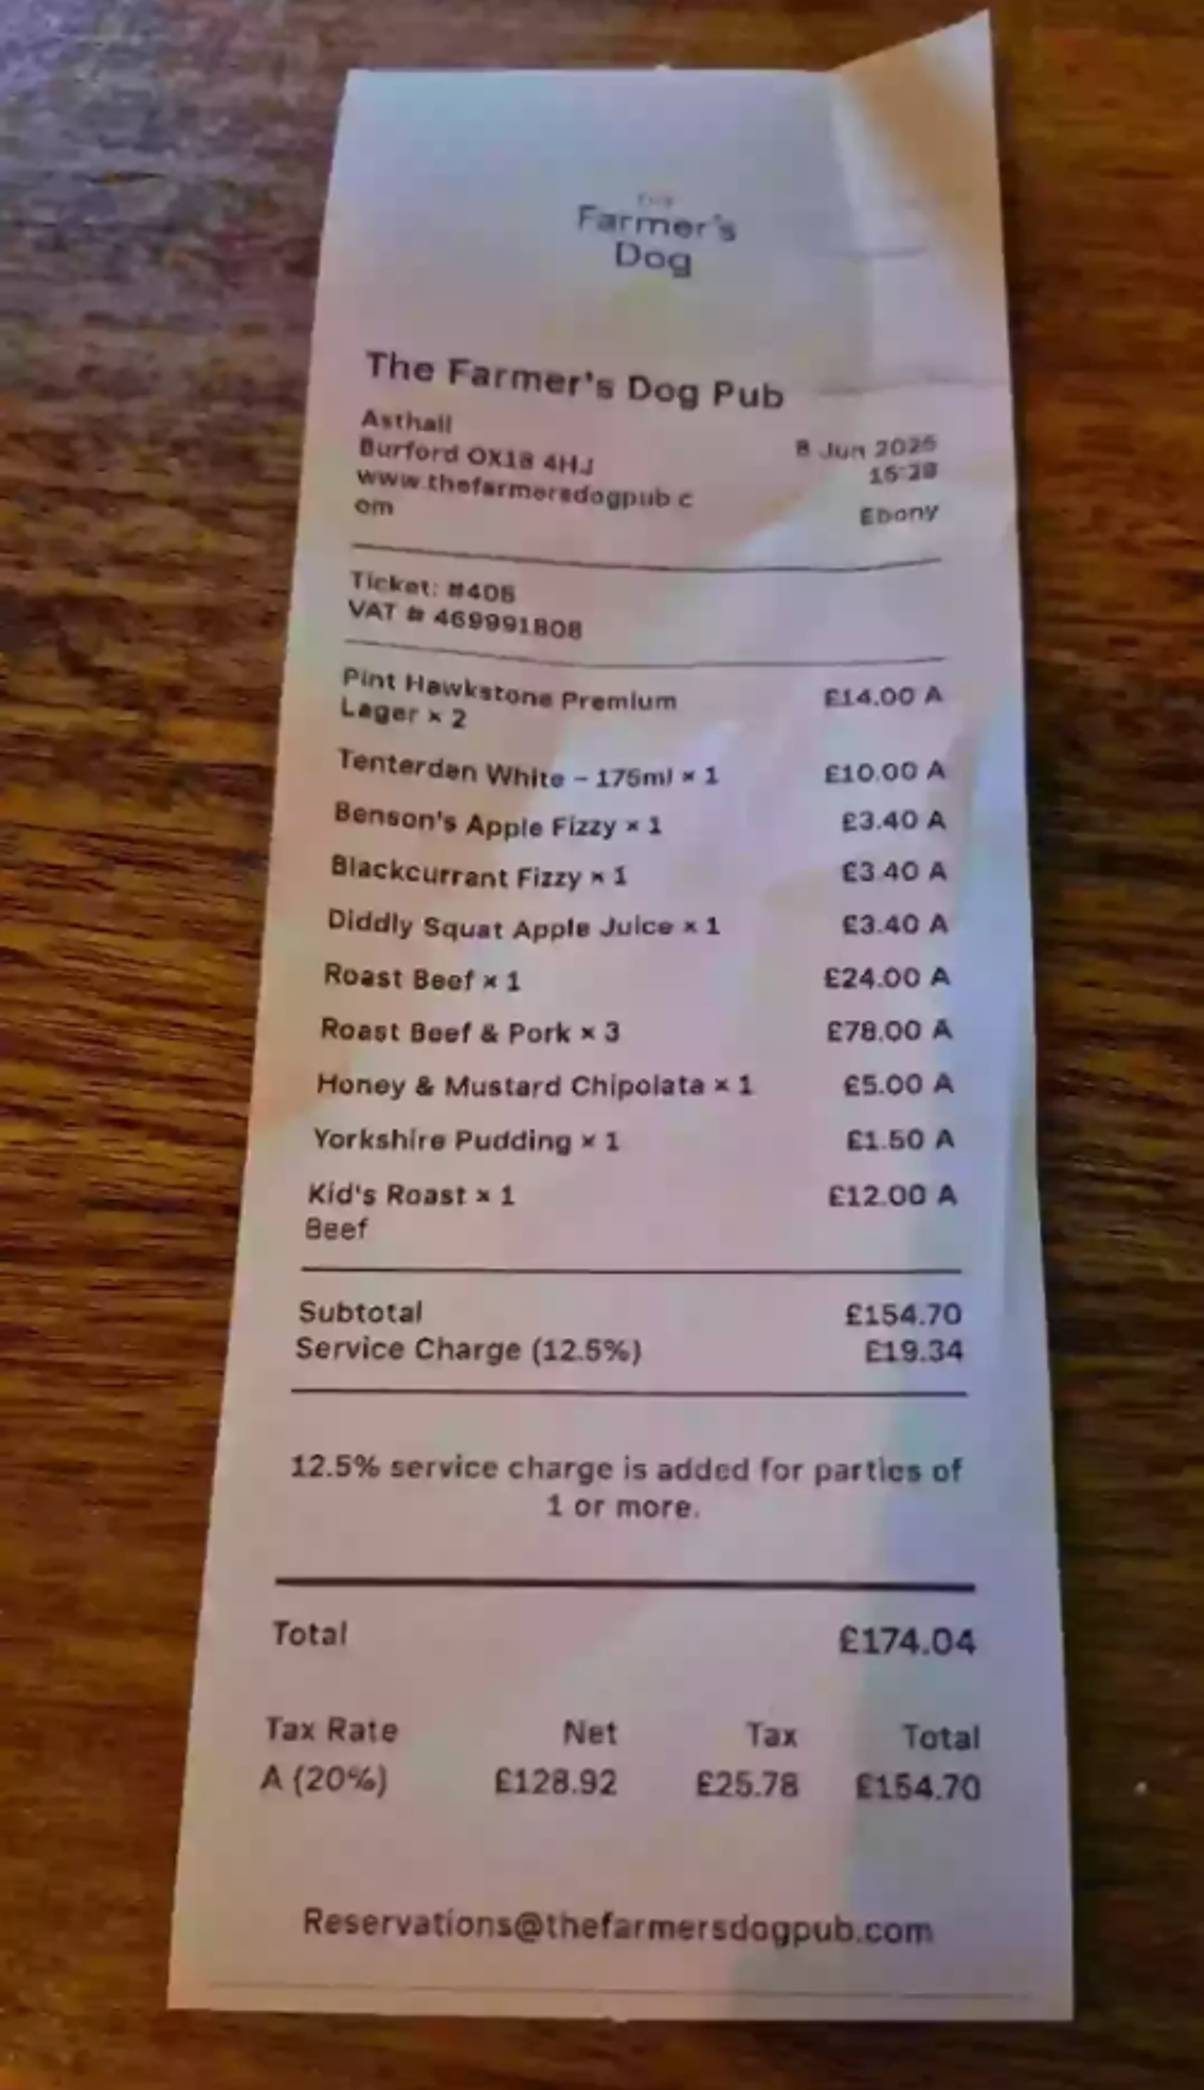 THE
Farmer's
Dog
The Farmer's Dog Pub
Asthall
Burford OX18 4HJ
www.thefarmersdogpub.c
om
8 Jun 2025
15:28
Ebony
Ticket: #406
VAT # 469991808
Pint Hawkstone Premium £14.00 A
Lager × 2
Tenterden White – 175ml × 1 £10.00 A
Benson's Apple Fizzy × 1 £3.40 A
Blackcurrant Fizzy × 1 £3.40 A
Diddly Squat Apple Juice × 1 £3.40 A
Roast Beef × 1 £24.00 A
Roast Beef & Pork × 3 £78.00 A
Honey & Mustard Chipolata × 1 £5.00 A
Yorkshire Pudding × 1 £1.50 A
Kid's Roast × 1 £12.00 A
Beef
Subtotal £154.70
Service Charge (12.5%) £19.34
12.5% service charge is added for parties of
1 or more.
Total £174.04
Tax Rate Net Tax Total
A (20%) £128.92 £25.78 £154.70
Reservations@thefarmersdogpub.com